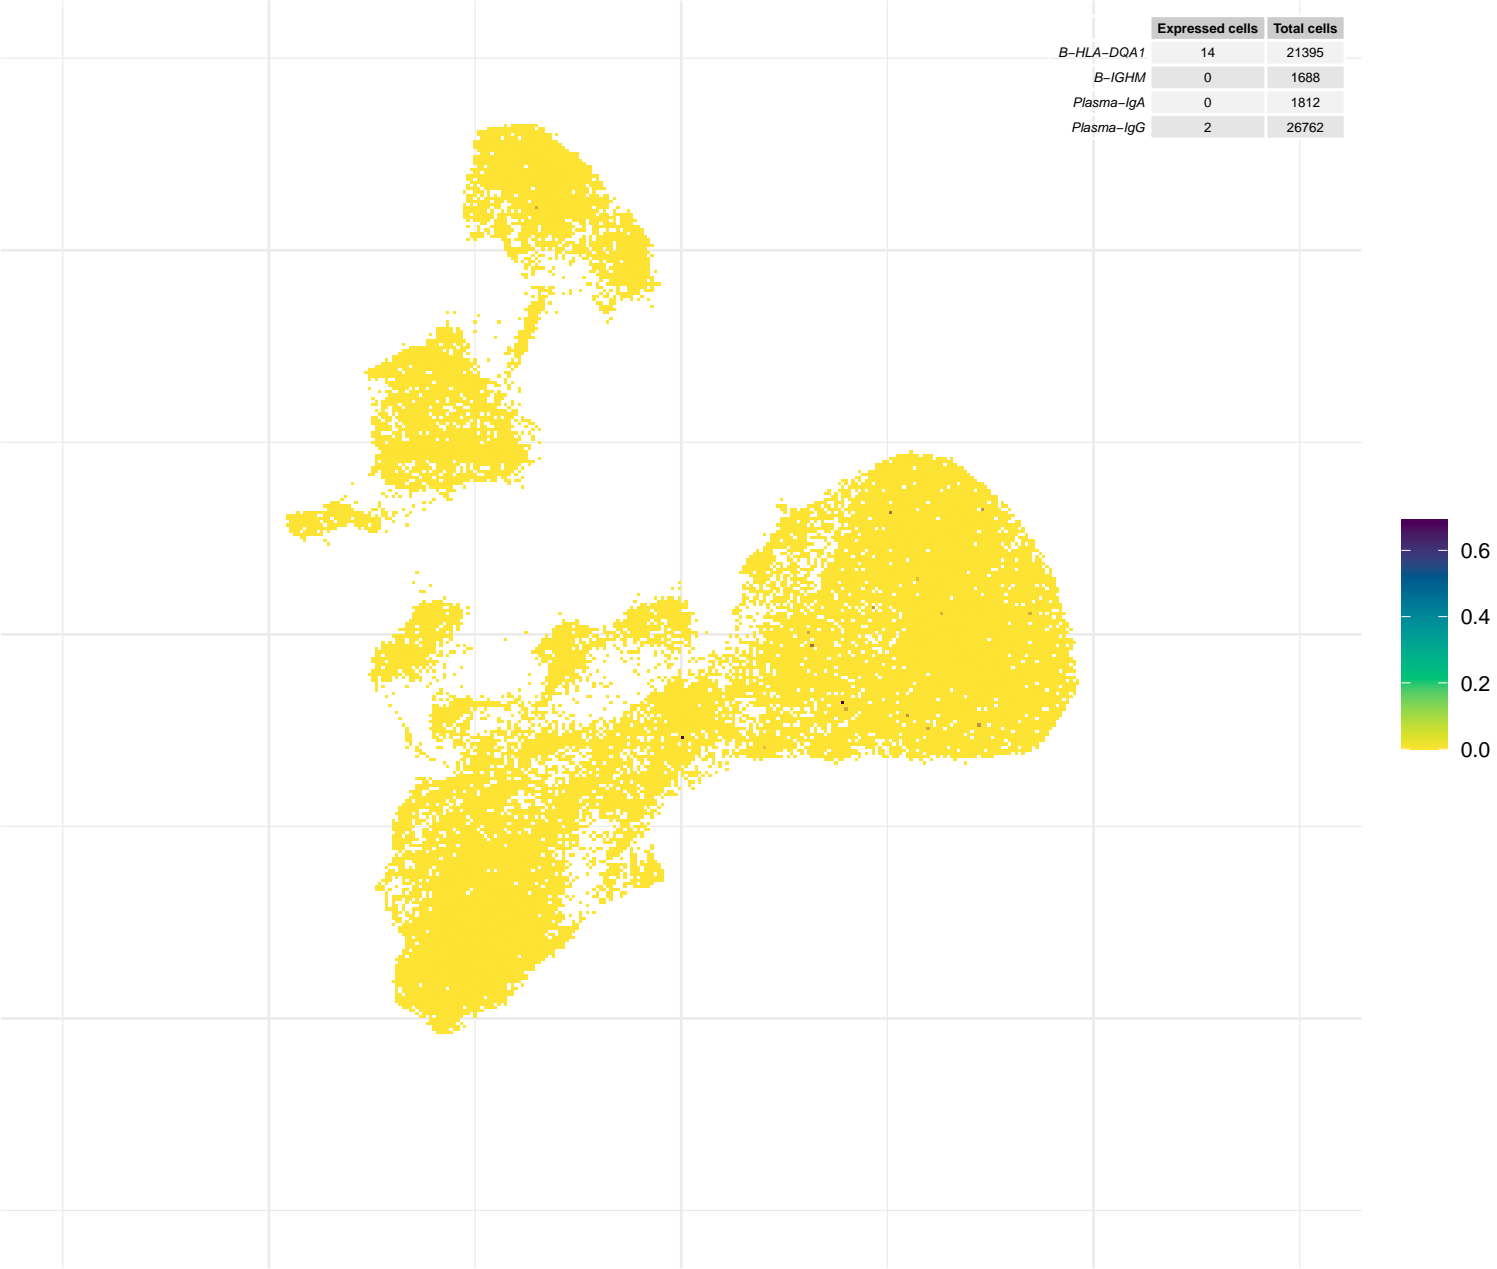 Expressed cells Total cells
B−HLA−DQA1 14 21395
B−IGHM 0 1688
Plasma−IgA 0 1812
Plasma−IgG 2 26762
0.6
0.4
0.2
0.0